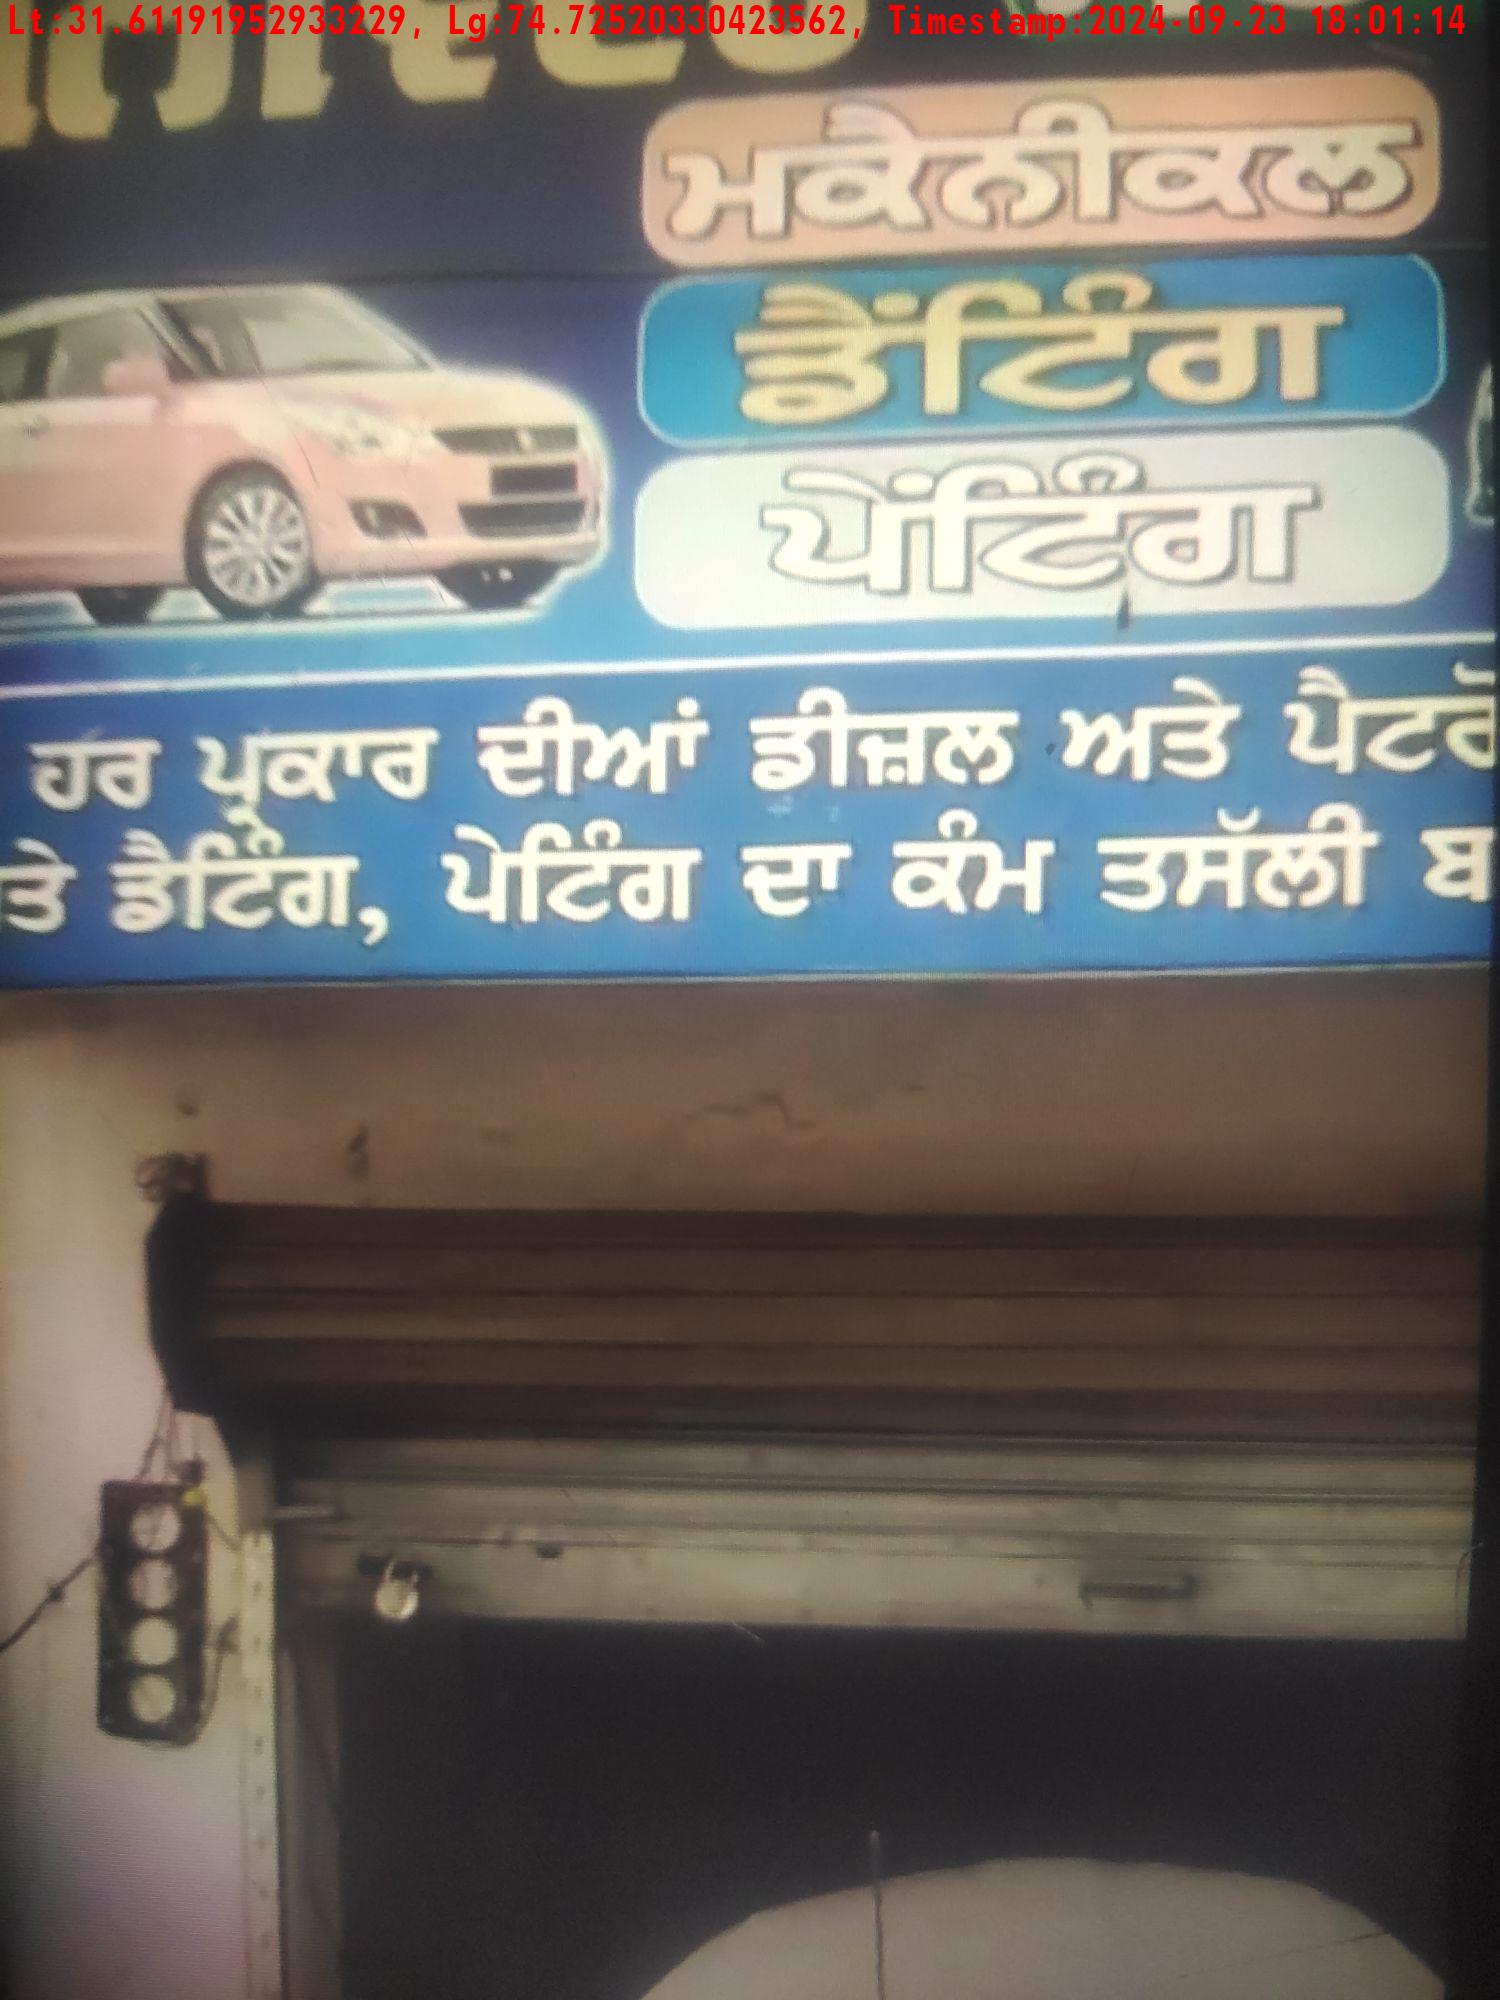 Lt:31.61191952933229, Lg:74.72520330423562, Timestamp:2024-09-23 18:01:14
ਮਕੈਨੀਕਲ
ਡੈਂਟਿੰਗ
ਪੇਂਟਿੰਗ
ਹਰ ਪ੍ਰਕਾਰ ਦੀਆਂ ਡੀਜ਼ਲ ਅਤੇ
ਡੈਟਿੰਗ, ਪੇਟਿੰਗ ਦਾ ਕੰਮ ਤਸੱਲੀ